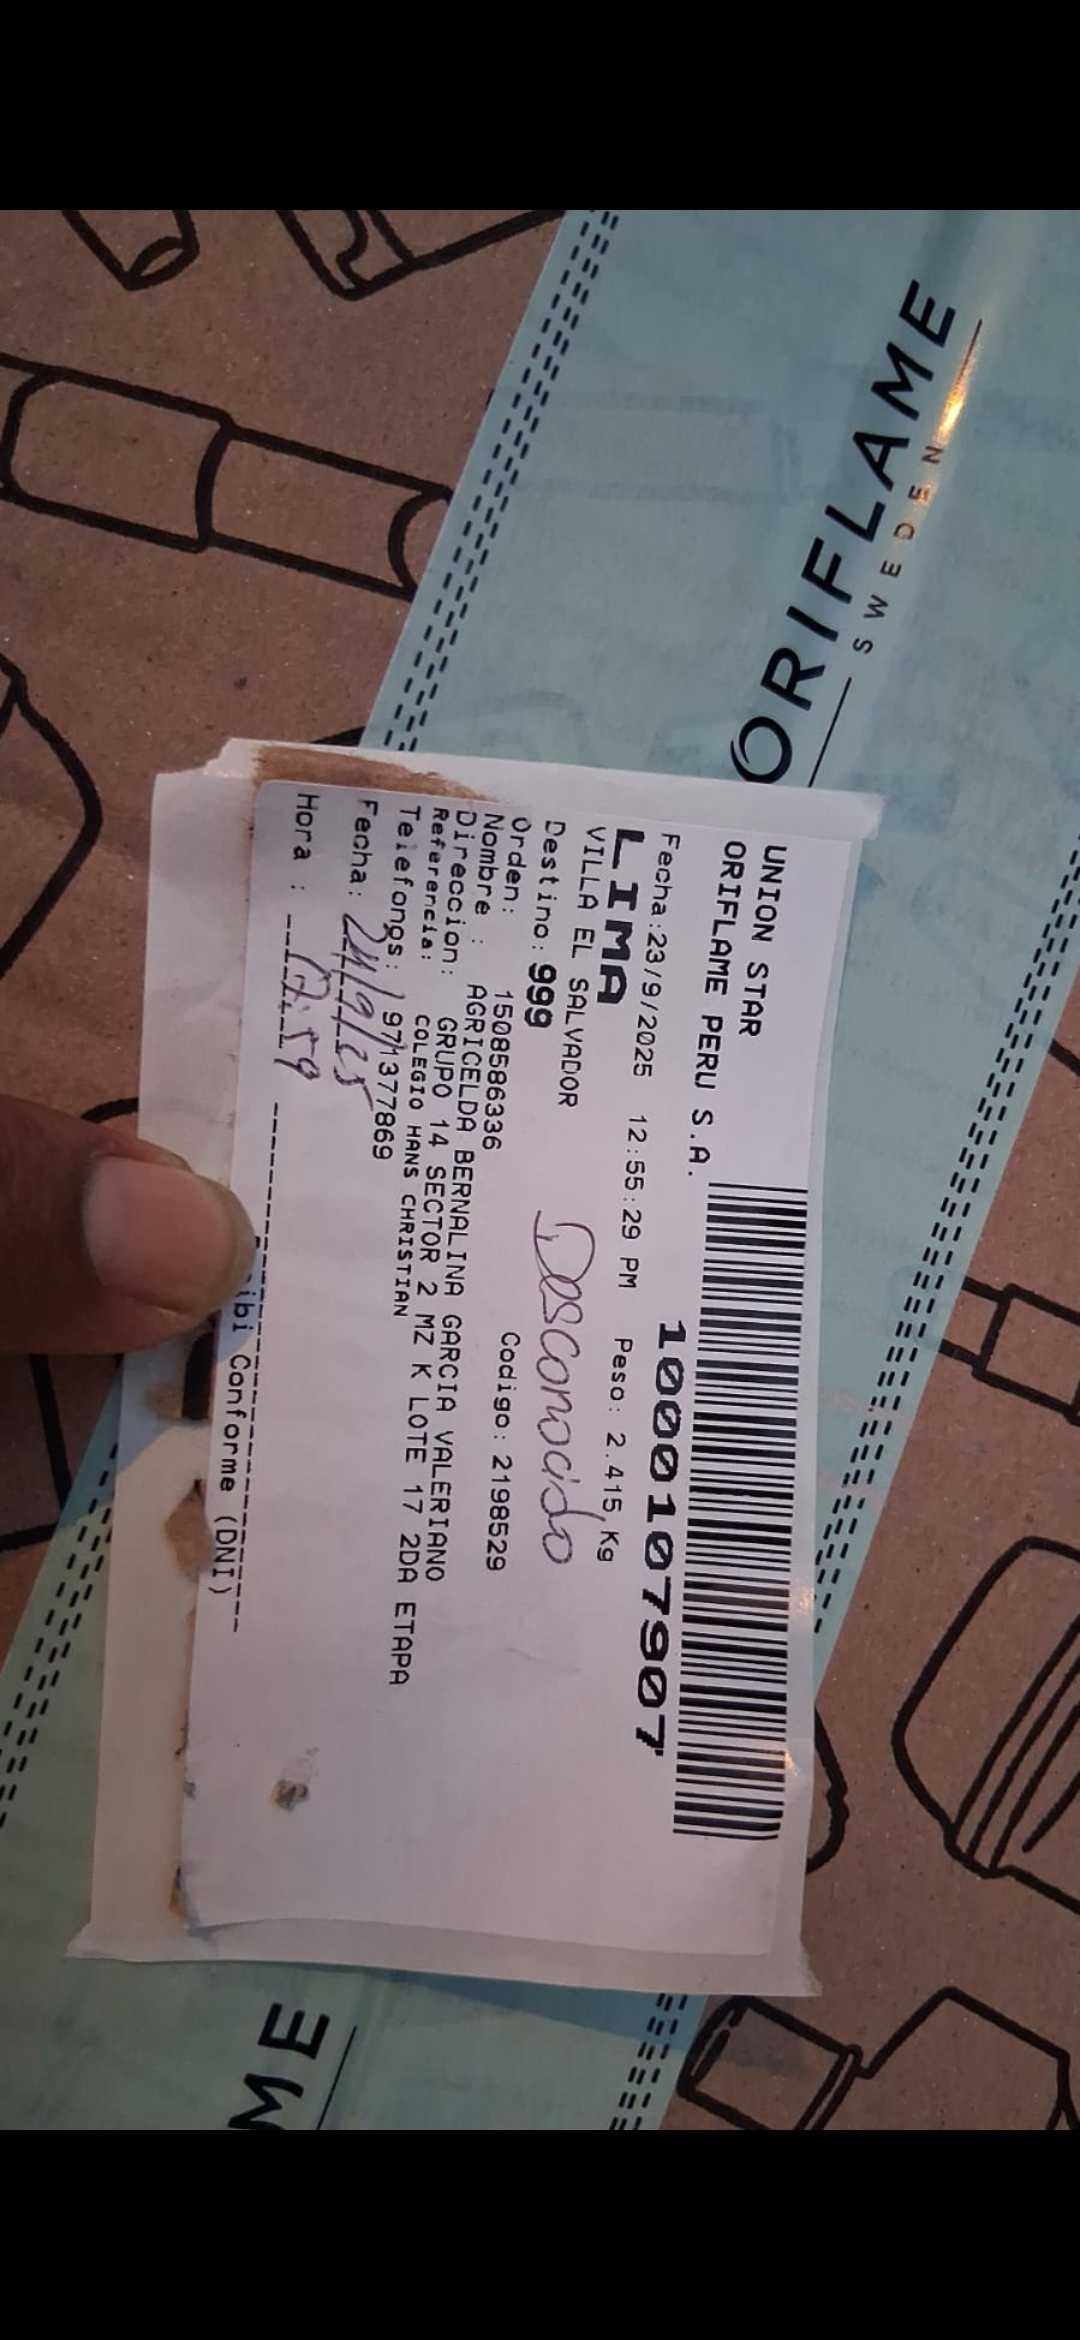 ORIFLAME
SWEDEN
UNION STAR
ORIFLAME PERU S.A.
1000107907
Fecha:23/9/2025 12:55:29 PM Peso: 2.415 Kg
LIMA
VILLA EL SALVADOR
Destino: 999
Desconocido
Orden: 1508586336 Codigo: 2198529
Nombre : AGRICELDA BERNALINA GARCIA VALERIANO
Direccion: GRUPO 14 SECTOR 2 MZ K LOTE 17 2DA ETAPA
Referencia: COLEGIO HANS CHRISTIAN
Telefonos: 971377869
Fecha: 24/9/25
Hora : 17:59
ibi Conforme (DNI)
ME